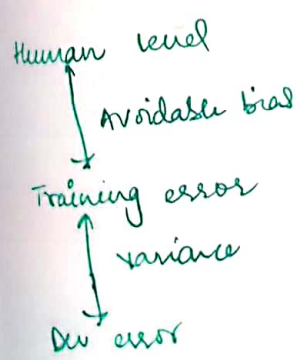 Human level
Avoidable bias
Training error
variance
Dev error